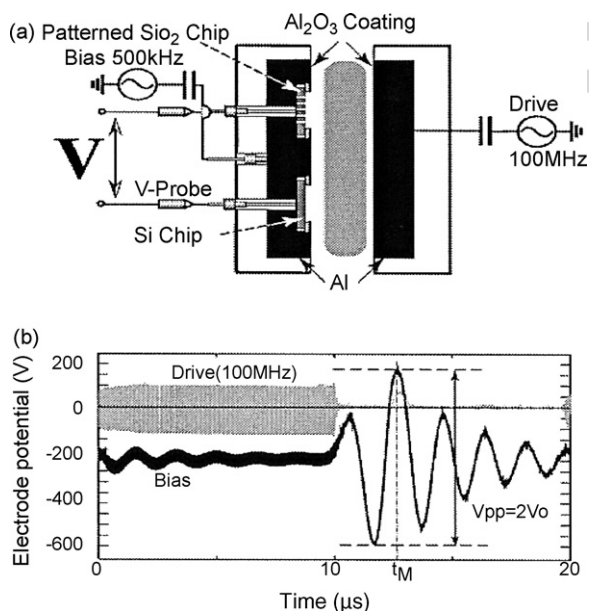 (a)
Patterned Sio₂ Chip
Al₂O₃ Coating
Bias 500kHz
Drive
100MHz
V
V-Probe
Si Chip
Al
(b)
Electrode potential (V)
200
0
-200
-400
-600
Drive(100MHz)
Bias
Vpp=2Vo
0
10
t_M
20
Time (µs)